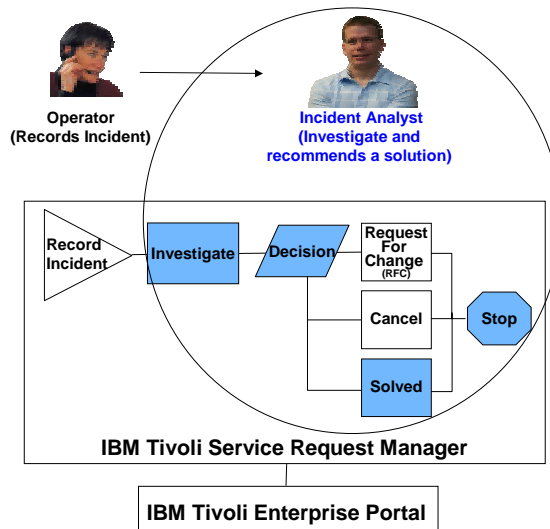 Operator
(Records Incident)
Incident Analyst
(Investigate and
recommends a solution)
Record
Incident
Investigate
Decision
Request
For
Change
(RFC)
Cancel
Solved
Stop
IBM Tivoli Service Request Manager
IBM Tivoli Enterprise Portal